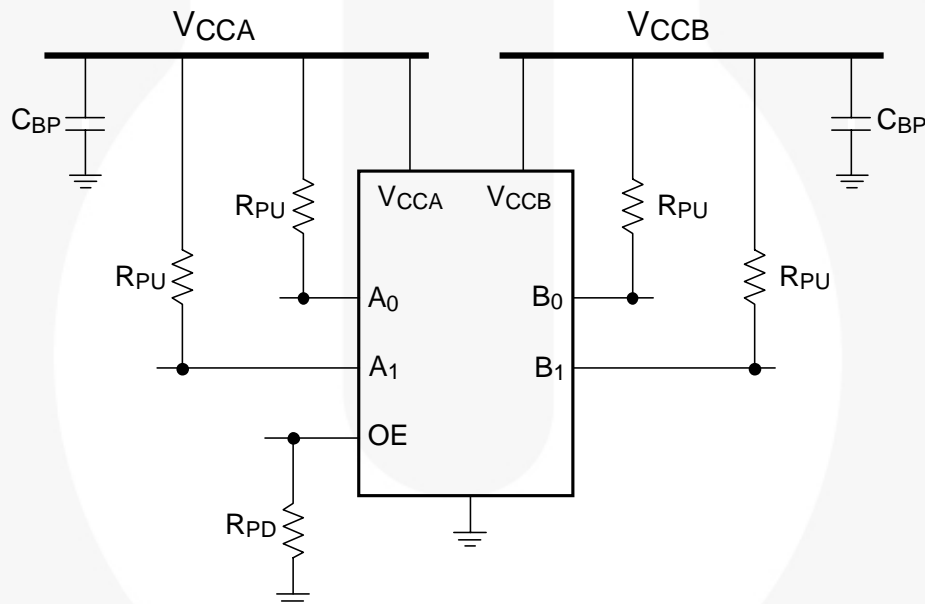 VCCA
VCCB
CBP
CBP
VCCA
VCCB
RPU
RPU
RPU
RPU
A0
B0
A1
B1
OE
RPD